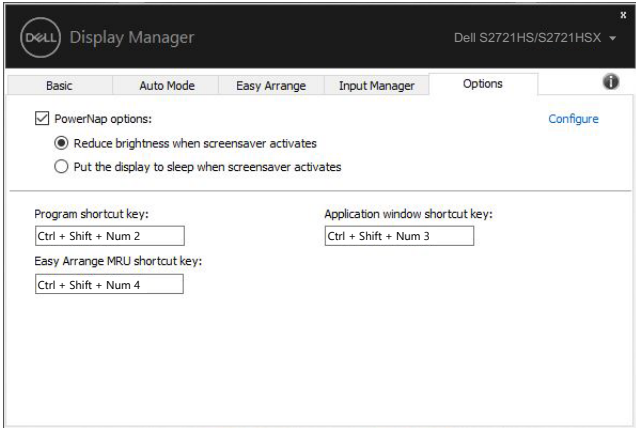 x
DELL Display Manager Dell S2721HS/S2721HSX
Basic Auto Mode Easy Arrange Input Manager Options
PowerNap options: Configure
Reduce brightness when screensaver activates
Put the display to sleep when screensaver activates
Program shortcut key: Application window shortcut key:
Ctrl + Shift + Num 2 Ctrl + Shift + Num 3
Easy Arrange MRU shortcut key:
Ctrl + Shift + Num 4